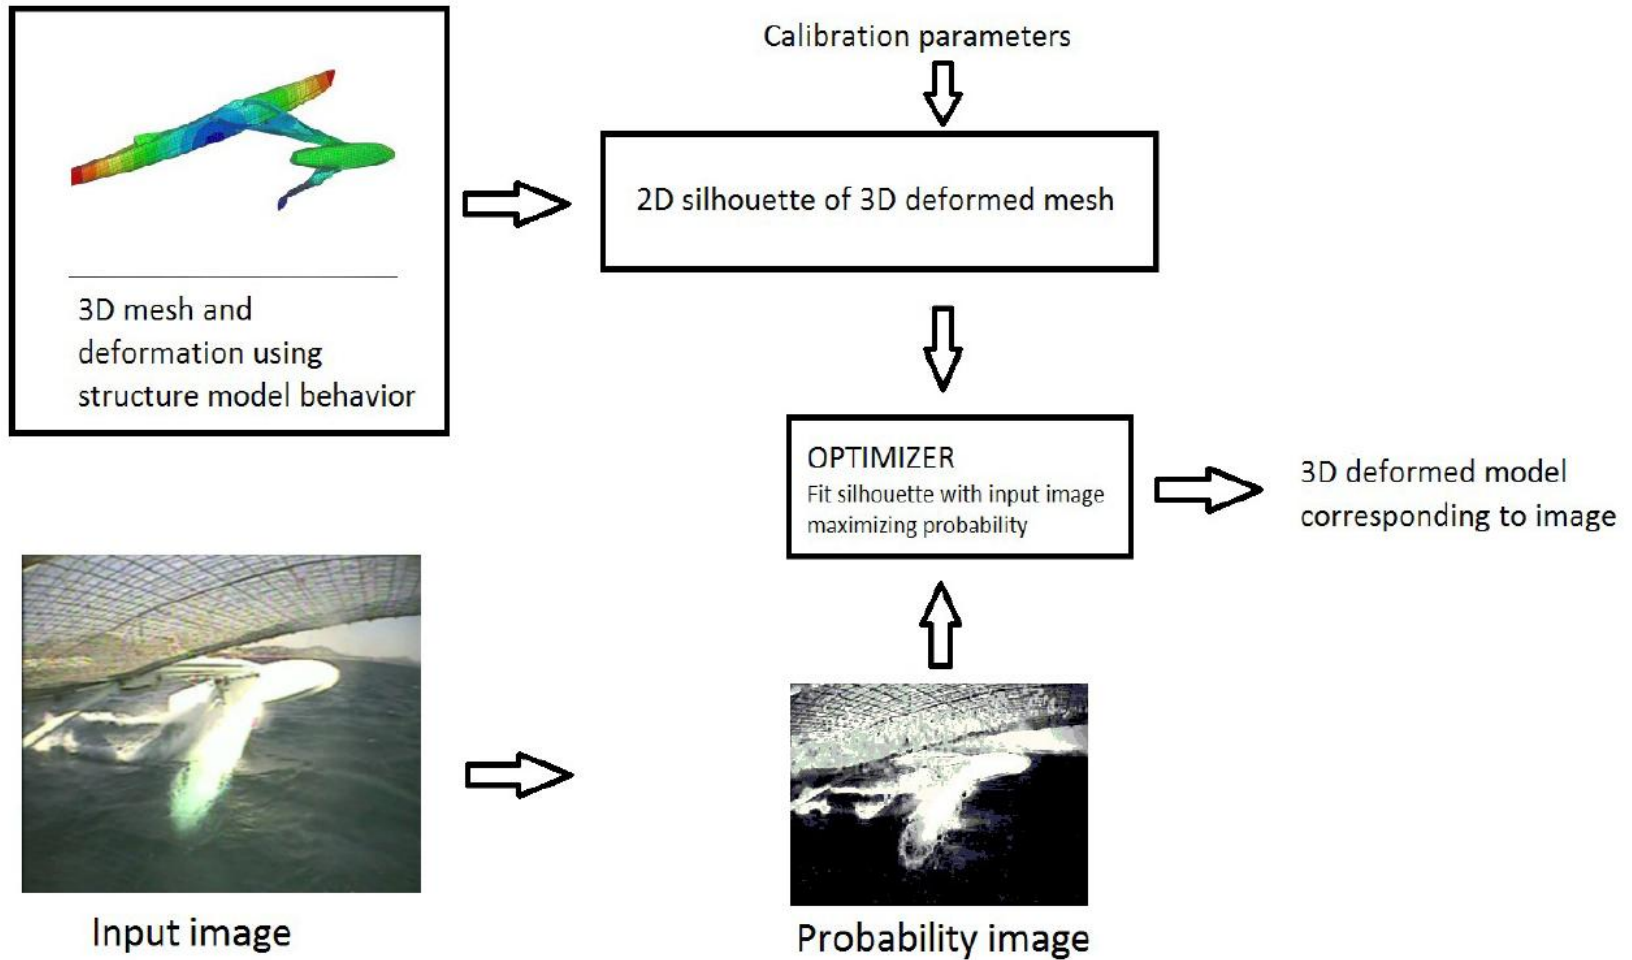 Calibration parameters
2D silhouette of 3D deformed mesh
3D mesh and
deformation using
structure model behavior
OPTIMIZER
Fit silhouette with input image
maximizing probability
3D deformed model
corresponding to image
Input image
Probability image